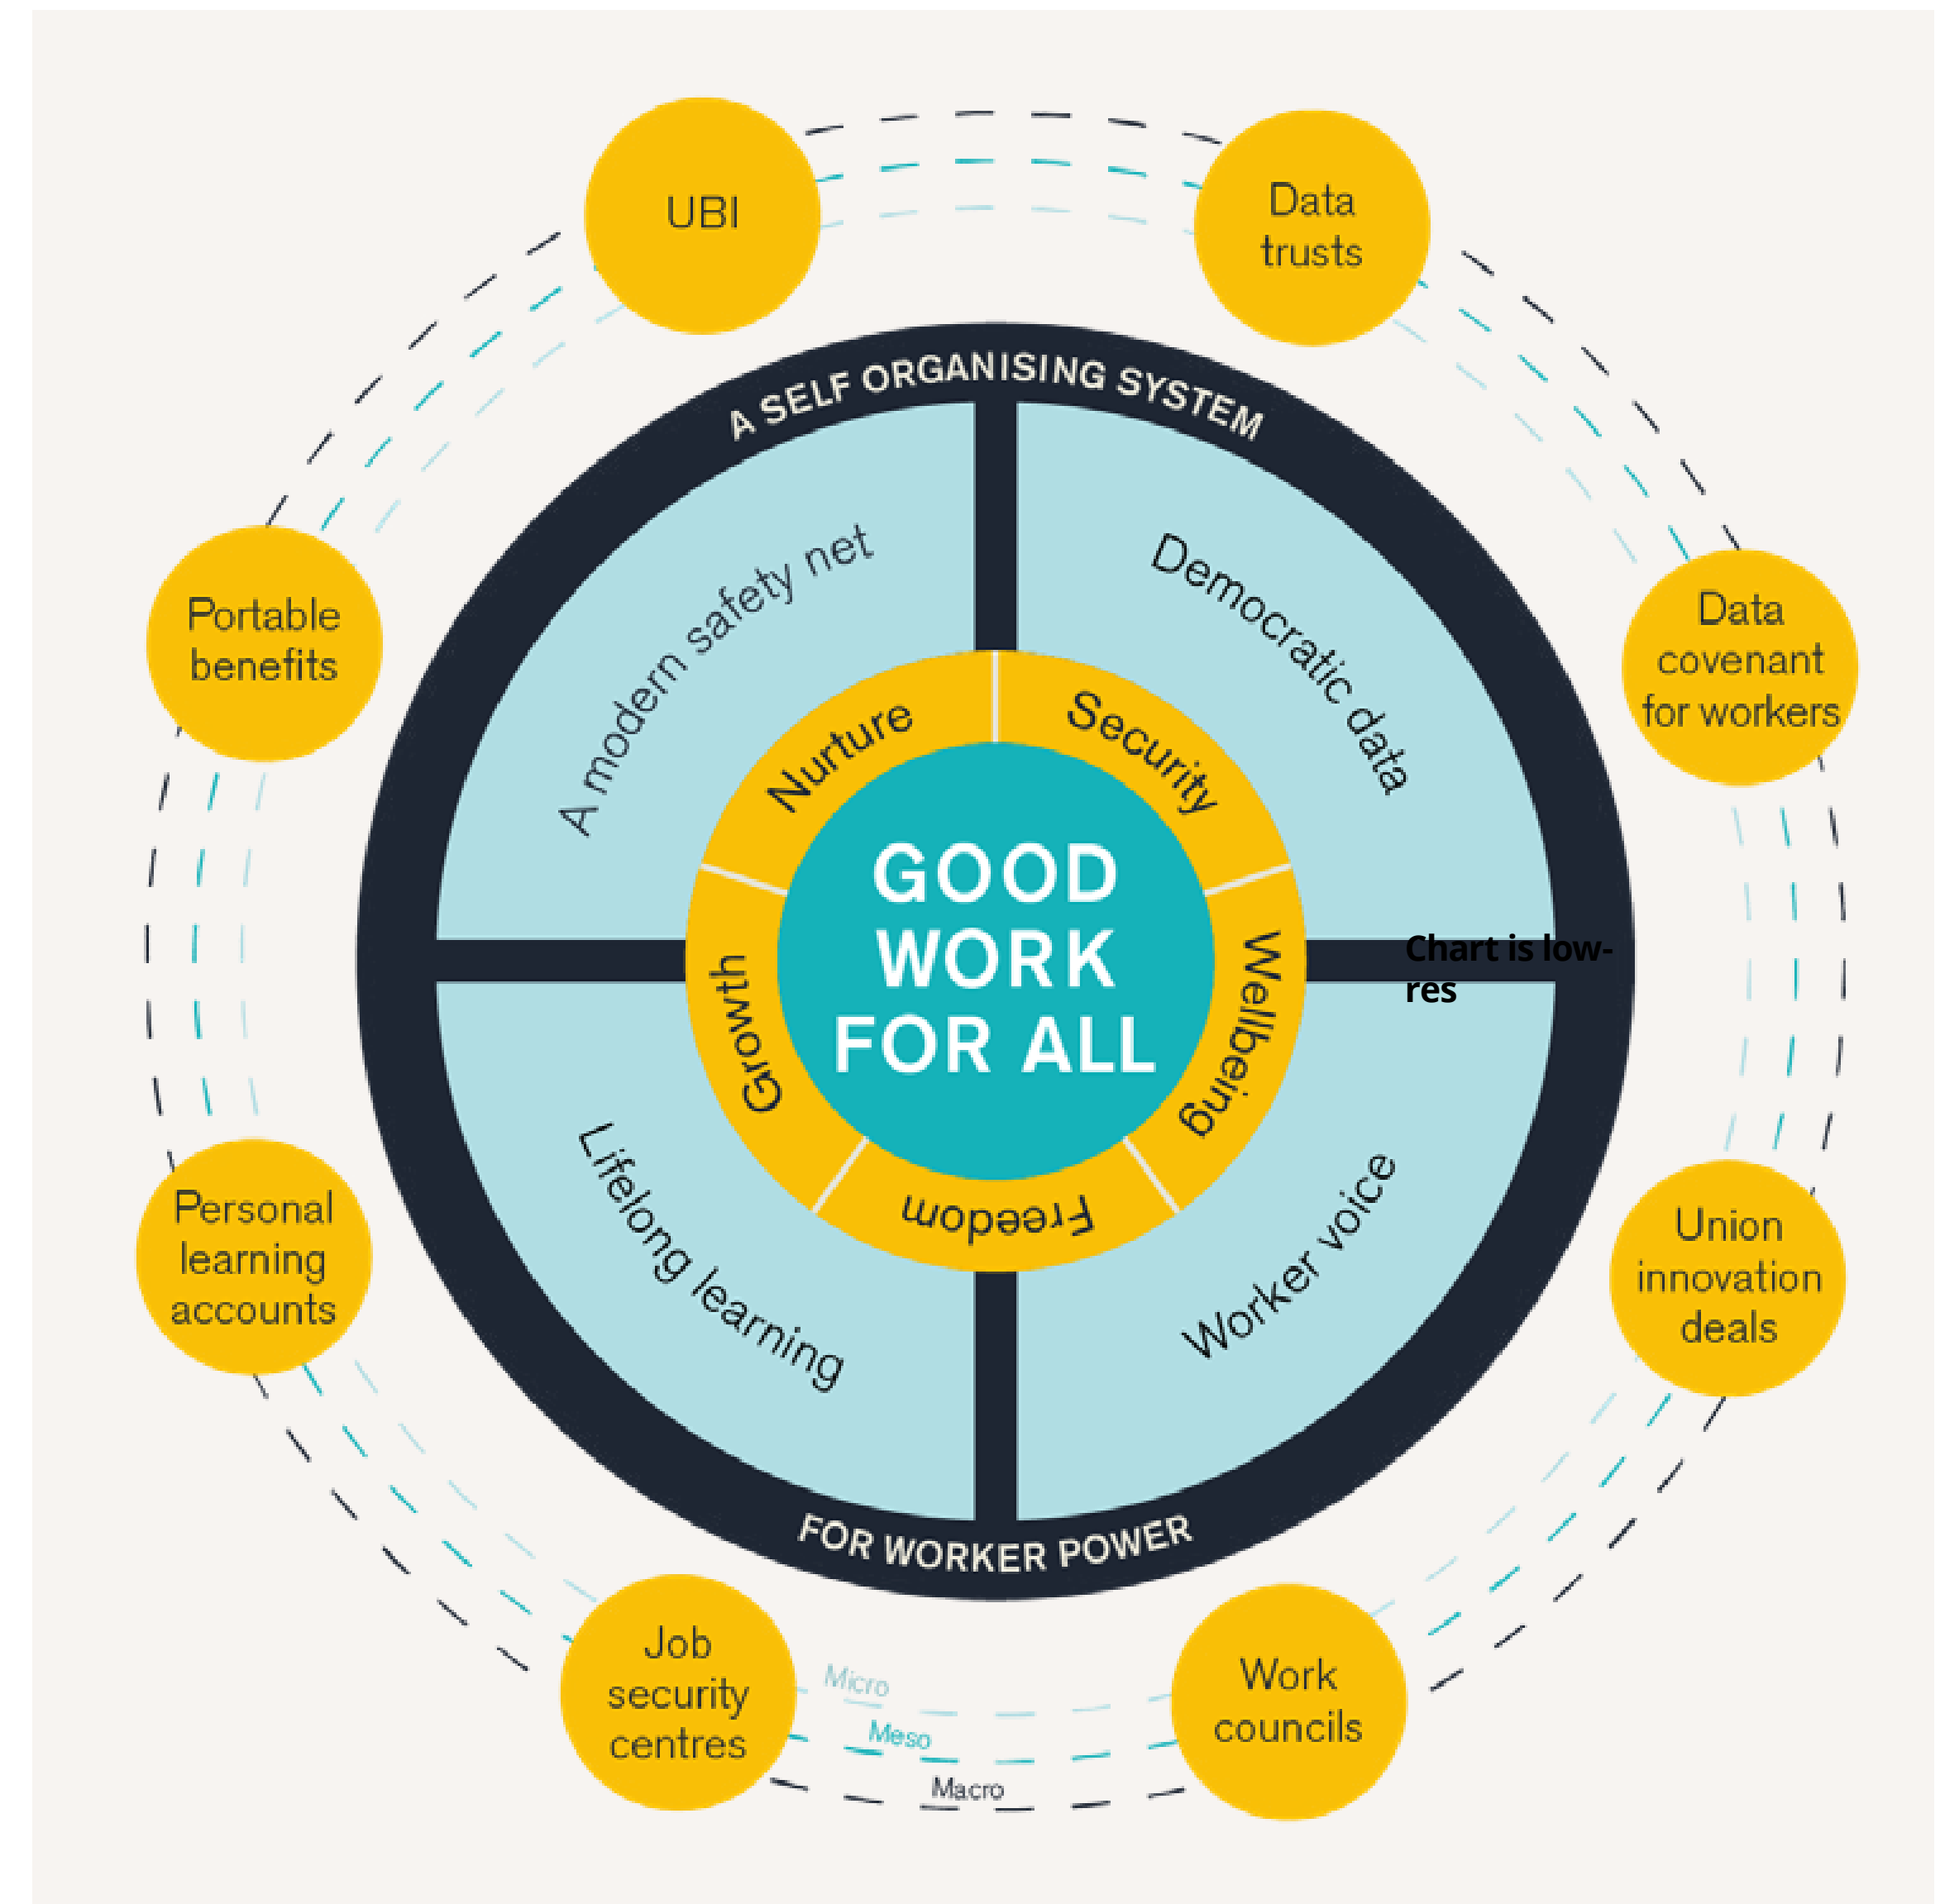 UBI
Data
trusts
A SELF ORGANISING SYSTEM
Portable
benefits
Data
covenant
for workers
A modern safety net
Democratic data
Nurture
Security
GOOD
WORK
FOR ALL
Growth
Wellbeing
Freedom
Chart is low-
res
Lifelong learning
Worker voice
Personal
learning
accounts
Union
innovation
deals
FOR WORKER POWER
Job
security
centres
Micro
Meso
Macro
Work
councils